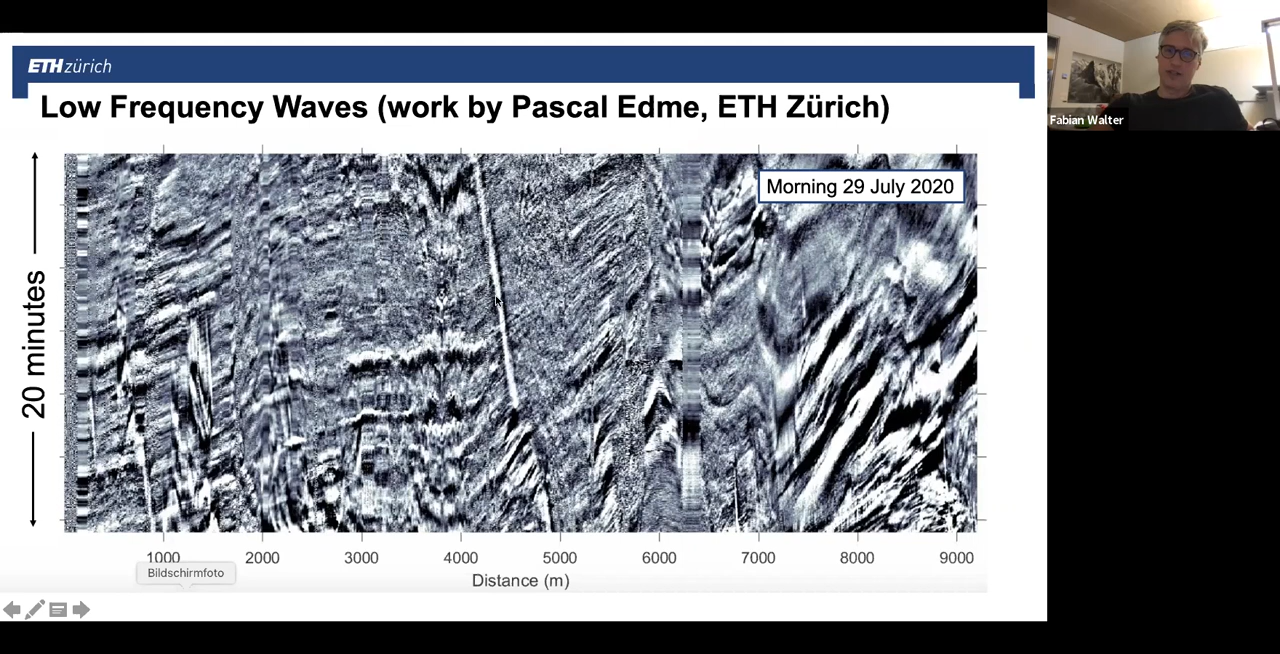 ETH zürich
Low Frequency Waves (work by Pascal Edme, ETH Zürich)
Fabian Walter
Morning 29 July 2020
20 minutes
1000 2000 3000 4000 5000 6000 7000 8000 9000
Bildschirmfoto
Distance (m)